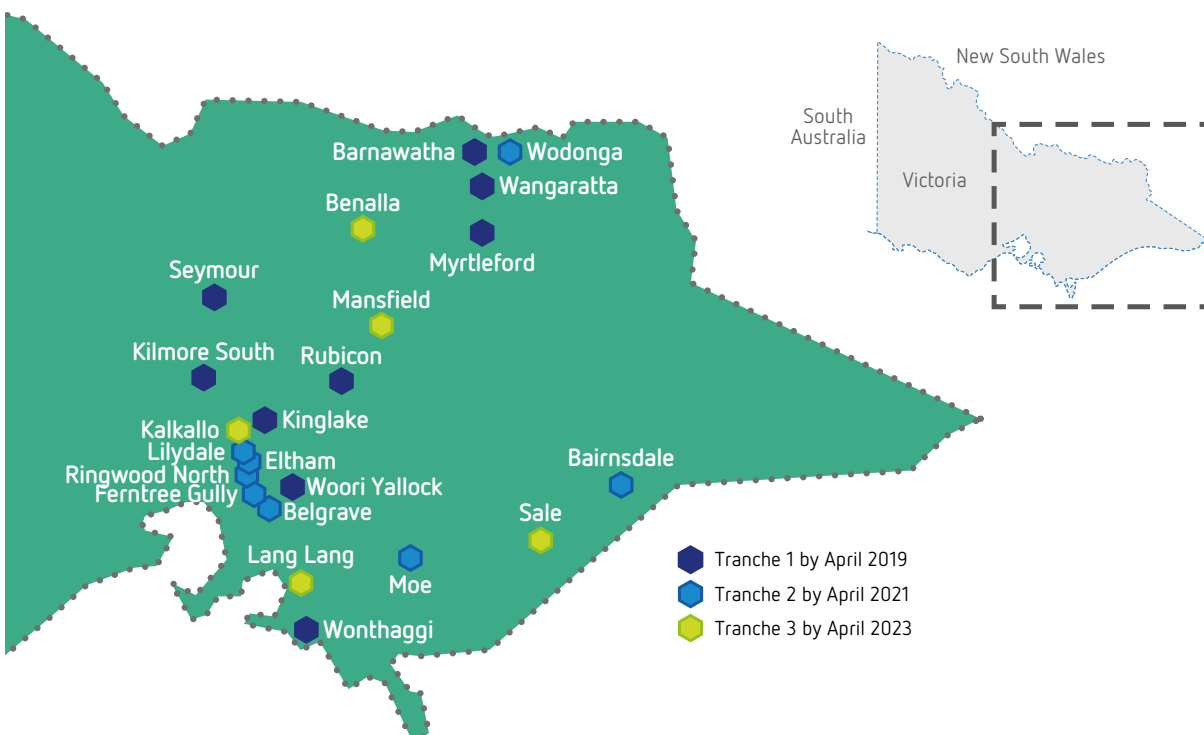 New South Wales
South
Australia
Victoria
Barnawatha
Wodonga
Wangaratta
Benalla
Myrtleford
Seymour
Mansfield
Kilmore South
Rubicon
Kinglake
Kalkallo
Lilydale
Eltham
Ringwood North
Woori Yallock
Ferntree Gully
Belgrave
Bairnsdale
Sale
Lang Lang
Moe
Wonthaggi
Tranche 1 by April 2019
Tranche 2 by April 2021
Tranche 3 by April 2023